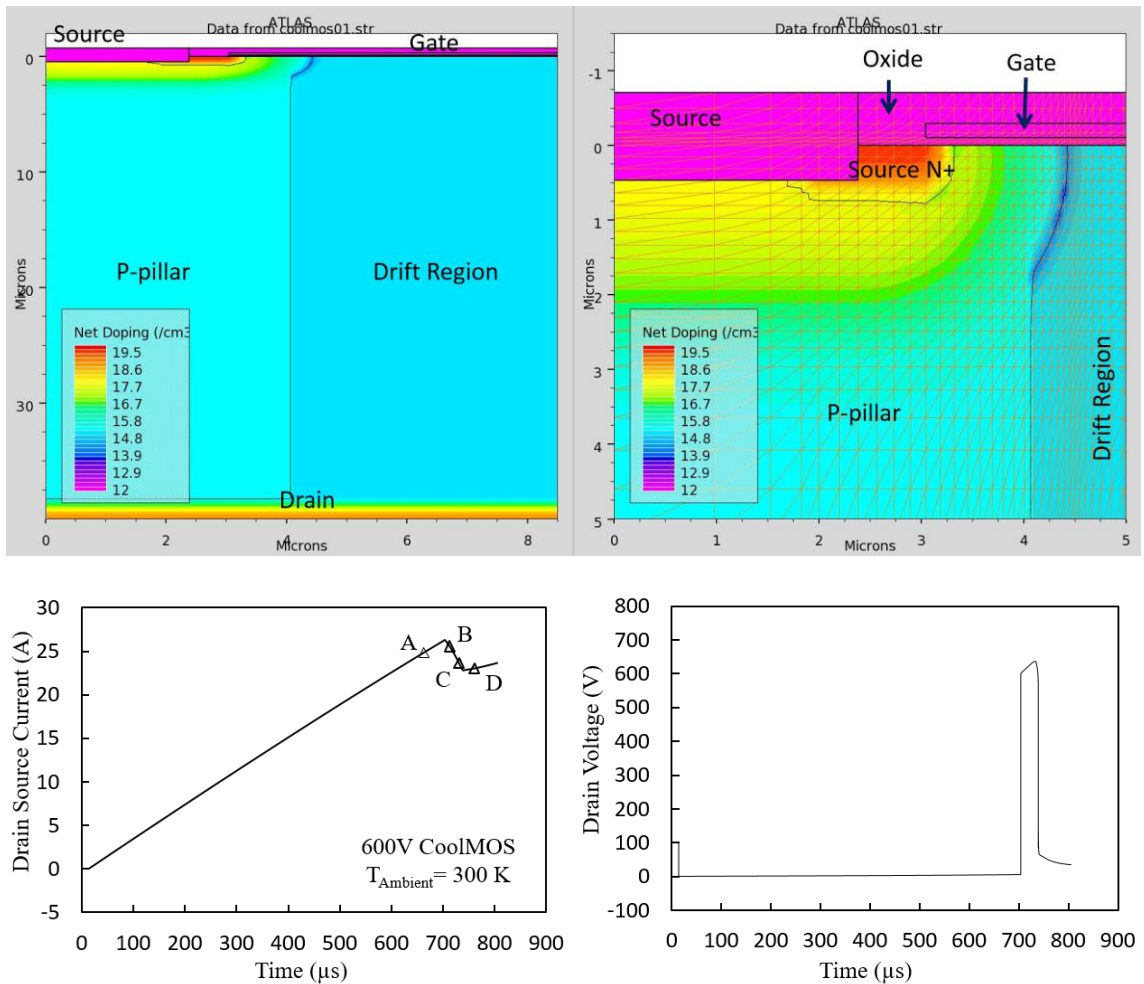 ATLAS
Data from coolmos01.str
Source
Gate
P-pillar
Drift Region
Drain
Microns
0
10
20
30
Net Doping (/cm3
19.5
18.6
17.7
16.7
15.8
14.8
13.9
12.9
12
0
2
4
6
8
Microns
ATLAS
Data from coolmos01.str
Oxide
Gate
Source
Source N+
P-pillar
Drift Region
Microns
-1
0
1
2
3
4
5
Net Doping (/cm3
19.5
18.6
17.7
16.7
15.8
14.8
13.9
12.9
12
0
1
2
3
4
5
Microns
Drain Source Current (A)
30
25
20
15
10
5
0
-5
A
B
C
D
600V CoolMOS
TAmbient= 300 K
0 100 200 300 400 500 600 700 800 900
Time (µs)
Drain Voltage (V)
800
700
600
500
400
300
200
100
0
-100
0 100 200 300 400 500 600 700 800 900
Time (µs)